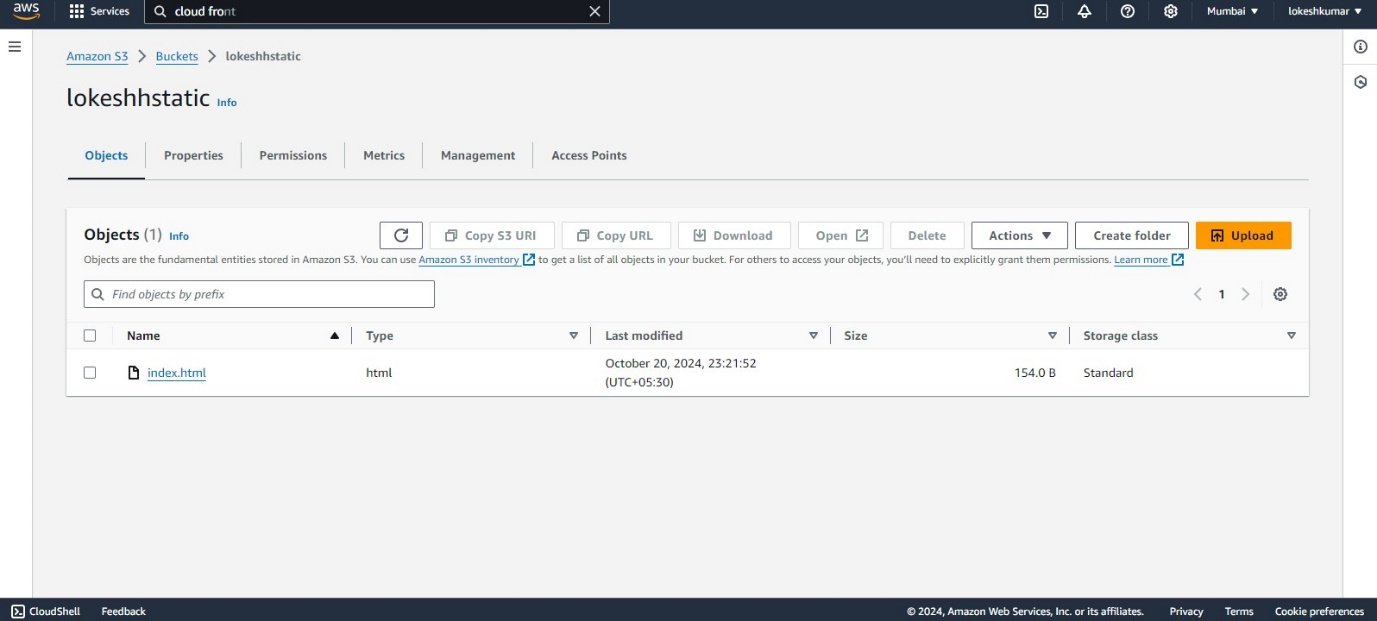 aws Services cloud front Mumbai ▼ lokeshkumar ▼
Amazon S3 > Buckets > lokeshhstatic
lokeshhstatic Info
Objects Properties Permissions Metrics Management Access Points
Objects (1) Info Copy S3 URI Copy URL Download Open Delete Actions ▼ Create folder Upload
Objects are the fundamental entities stored in Amazon S3. You can use Amazon S3 inventory to get a list of all objects in your bucket. For others to access your objects, you'll need to explicitly grant them permissions. Learn more
Find objects by prefix < 1 >
Name ▲ Type Last modified Size Storage class
index.html html October 20, 2024, 23:21:52 154.0 B Standard
(UTC+05:30)
CloudShell Feedback © 2024, Amazon Web Services, Inc. or its affiliates. Privacy Terms Cookie preferences